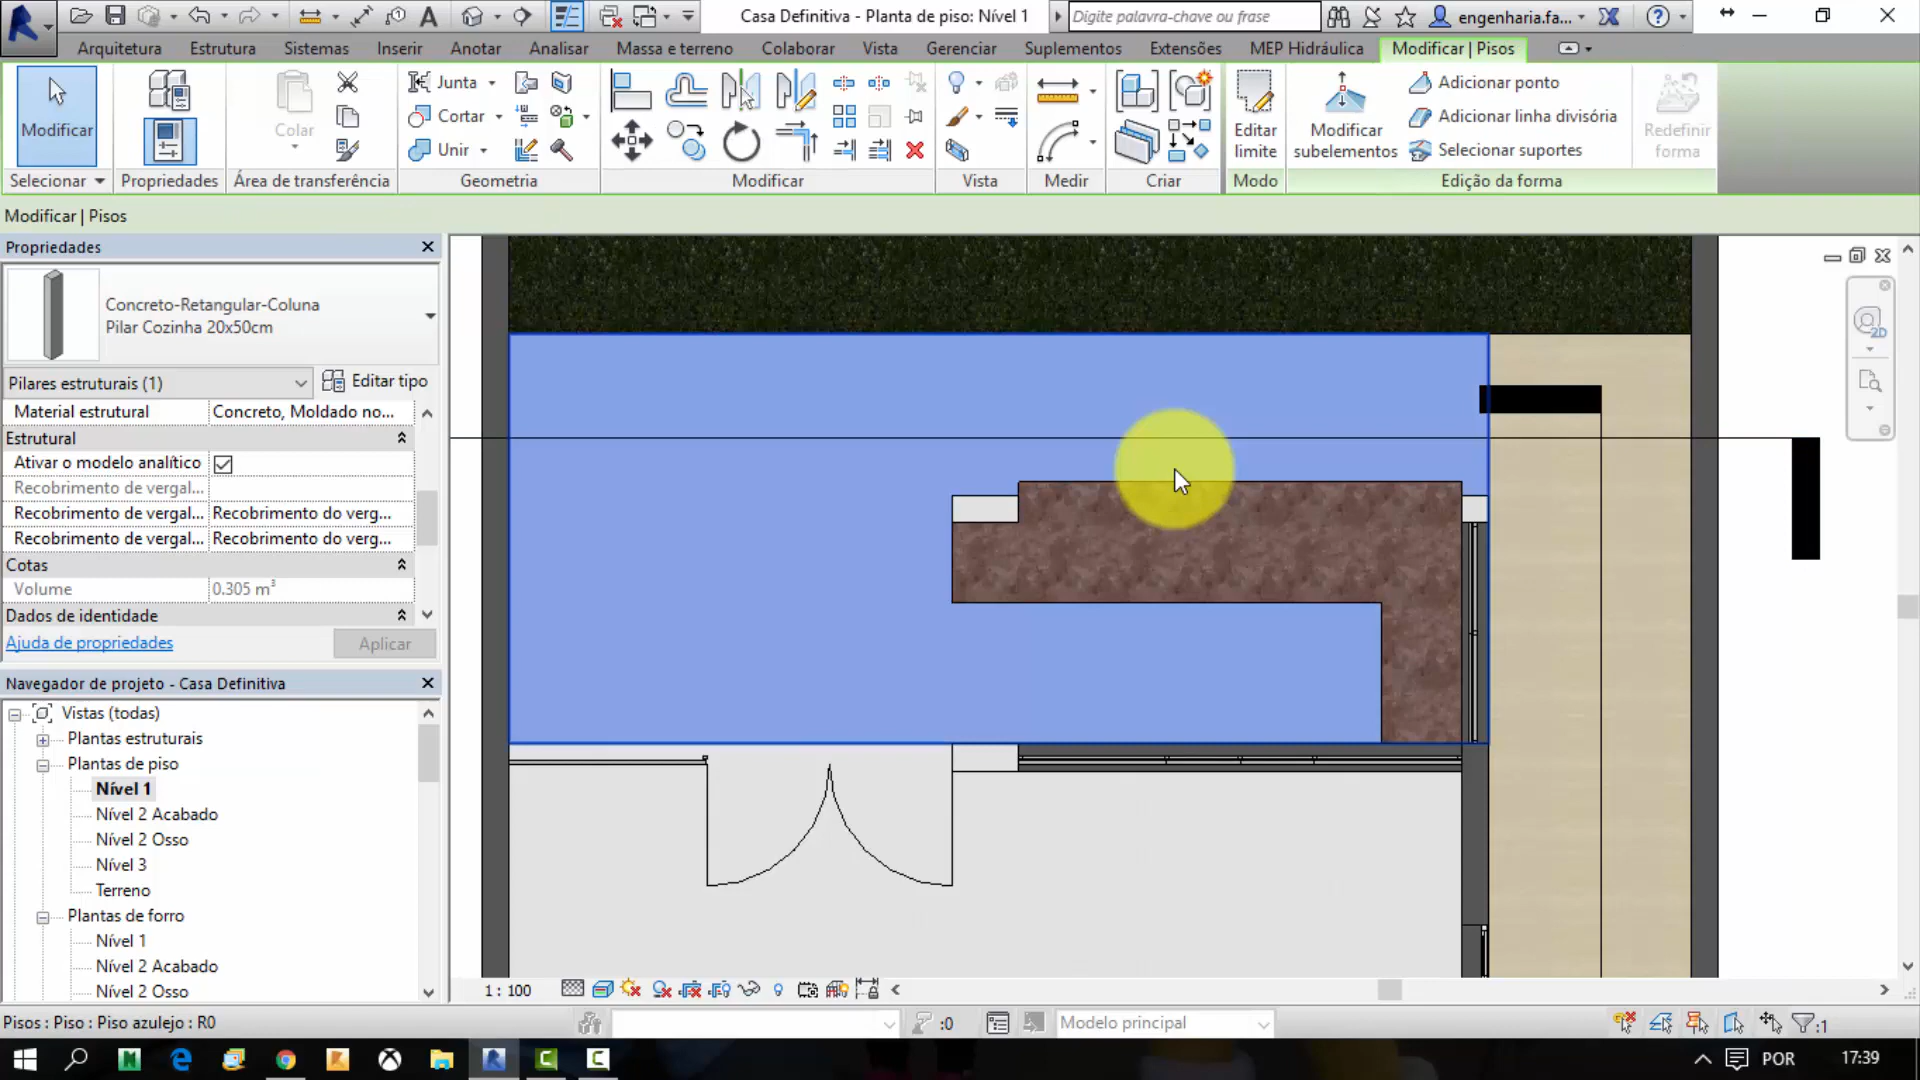 Casa Definitiva - Planta de piso: Nível 1
Digite palavra-chave ou frase
engenharia.fa...
Arquitetura Estrutura Sistemas Inserir Anotar Analisar Massa e terreno Colaborar Vista Gerenciar Suplementos Extensões MEP Hidráulica Modificar | Pisos
Modificar
Colar
Junta
Cortar
Unir
Editar limite
Modificar subelementos
Adicionar ponto
Adicionar linha divisória
Selecionar suportes
Redefinir forma
Selecionar Propriedades Área de transferência Geometria Modificar Vista Medir Criar Modo Edição da forma
Modificar | Pisos
Propriedades
Concreto-Retangular-Coluna
Pilar Cozinha 20x50cm
Pilares estruturais (1) Editar tipo
Material estrutural Concreto, Moldado no...
Estrutural
Ativar o modelo analítico
Recobrimento de vergal...
Recobrimento de vergal... Recobrimento do verg...
Recobrimento de vergal... Recobrimento do verg...
Cotas
Volume 0.305 m³
Dados de identidade
Ajuda de propriedades Aplicar
Navegador de projeto - Casa Definitiva
Vistas (todas)
Plantas estruturais
Plantas de piso
Nível 1
Nível 2 Acabado
Nível 2 Osso
Nível 3
Terreno
Plantas de forro
Nível 1
Nível 2 Acabado
Nível 2 Osso
2D
1 : 100
Pisos : Piso : Piso azulejo : R0
:0
Modelo principal
:1
POR 17:39